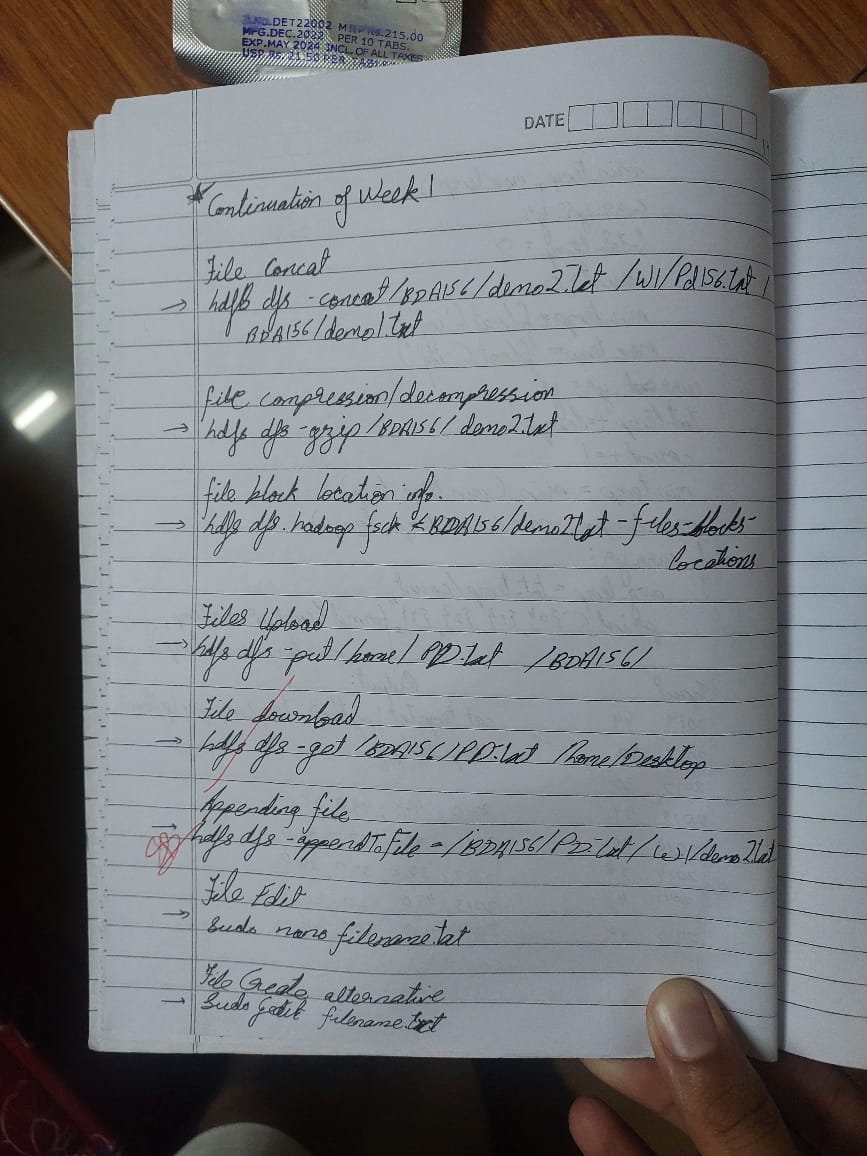 B.NO.DET22002 M.R.P. Rs.215.00
MFG.DEC.2022 PER 10 TABS.
EXP.MAY 2024 INCL. OF ALL TAXES
USP Rs. 21.50 PER TABLET
DATE
* Continuation of Week 1
File Concat
→ hdfs dfs -concat /BDA156/demo2.txt /W1/Pd156.txt /
BDA156/demo1.txt
file compression/decompression
→ hdfs dfs -gzip /BDA156/ demo2.txt
file block location info.
→ hdfs dfs. hadoop fsck /BDA156/demo2.txt -files-blocks-
locations
Files Upload
→ hdfs dfs -put /home/ PD.txt /BDA156/
File download
→ hdfs dfs -get /BDA156/PD.txt /home/Desktop
Appending file
→ hdfs dfs -appendToFile - /BDA156/PD.txt /W1/demo2.txt
File Edit
→ Sudo nano filename.txt
File Create alternative
→ Sudo gedit filename.txt